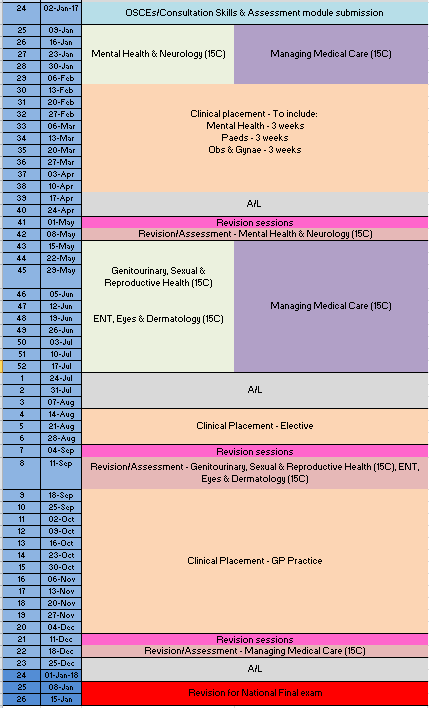 24 02-Jan-17 OSCEs/Consultation Skills & Assessment module submission
25 09-Jan
26 16-Jan
27 23-Jan Mental Health & Neurology (15C) Managing Medical Care (15C)
28 30-Jan
29 06-Feb
30 13-Feb
31 20-Feb
32 27-Feb Clinical placement - To include:
33 06-Mar Mental Health - 3 weeks
34 13-Mar Paeds - 3 weeks
35 20-Mar Obs & Gynae - 3 weeks
36 27-Mar
37 03-Apr
38 10-Apr
39 17-Apr A/L
40 24-Apr
41 01-May Revision sessions
42 08-May Revision/Assessment - Mental Health & Neurology (15C)
43 15-May
44 22-May
45 29-May Genitourinary, Sexual &
Reproductive Health (15C)
46 05-Jun
47 12-Jun Managing Medical Care (15C)
48 19-Jun ENT, Eyes & Dermatology (15C)
49 26-Jun
50 03-Jul
51 10-Jul
52 17-Jul
1 24-Jul
2 31-Jul A/L
3 07-Aug
4 14-Aug
5 21-Aug Clinical Placement - Elective
6 28-Aug
7 04-Sep Revision sessions
8 11-Sep Revision/Assessment - Genitourinary, Sexual & Reproductive Health (15C), ENT,
Eyes & Dermatology (15C)
9 18-Sep
10 25-Sep
11 02-Oct
12 09-Oct
13 16-Oct
14 23-Oct Clinical Placement - GP Practice
15 30-Oct
16 06-Nov
17 13-Nov
18 20-Nov
19 27-Nov
20 04-Dec
21 11-Dec Revision sessions
22 18-Dec Revision/Assessment - Managing Medical Care (15C)
23 25-Dec A/L
24 01-Jan-18
25 08-Jan Revision for National Final exam
26 15-Jan